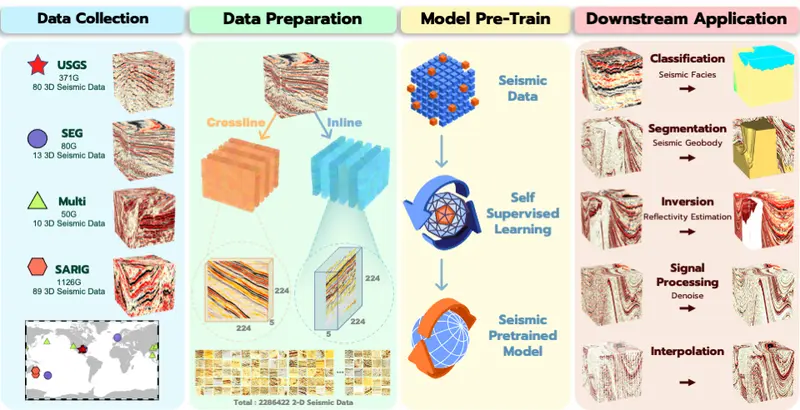 Data Collection
USGS
371G
80 3D Seismic Data
SEG
80G
13 3D Seismic Data
Multi
50G
10 3D Seismic Data
SARIG
1126G
89 3D Seismic Data
Data Preparation
Crossline
Inline
224
224
5
224
224
5
...
Total : 2286422 2-D Seismic Data
Model Pre-Train
Seismic
Data
Self
Supervised
Learning
Seismic
Pretrained
Model
Downstream Application
Classification
Seismic Facies
Segmentation
Seismic Geobody
Inversion
Reflectivity Estimation
Signal
Processing
Denoise
Interpolation